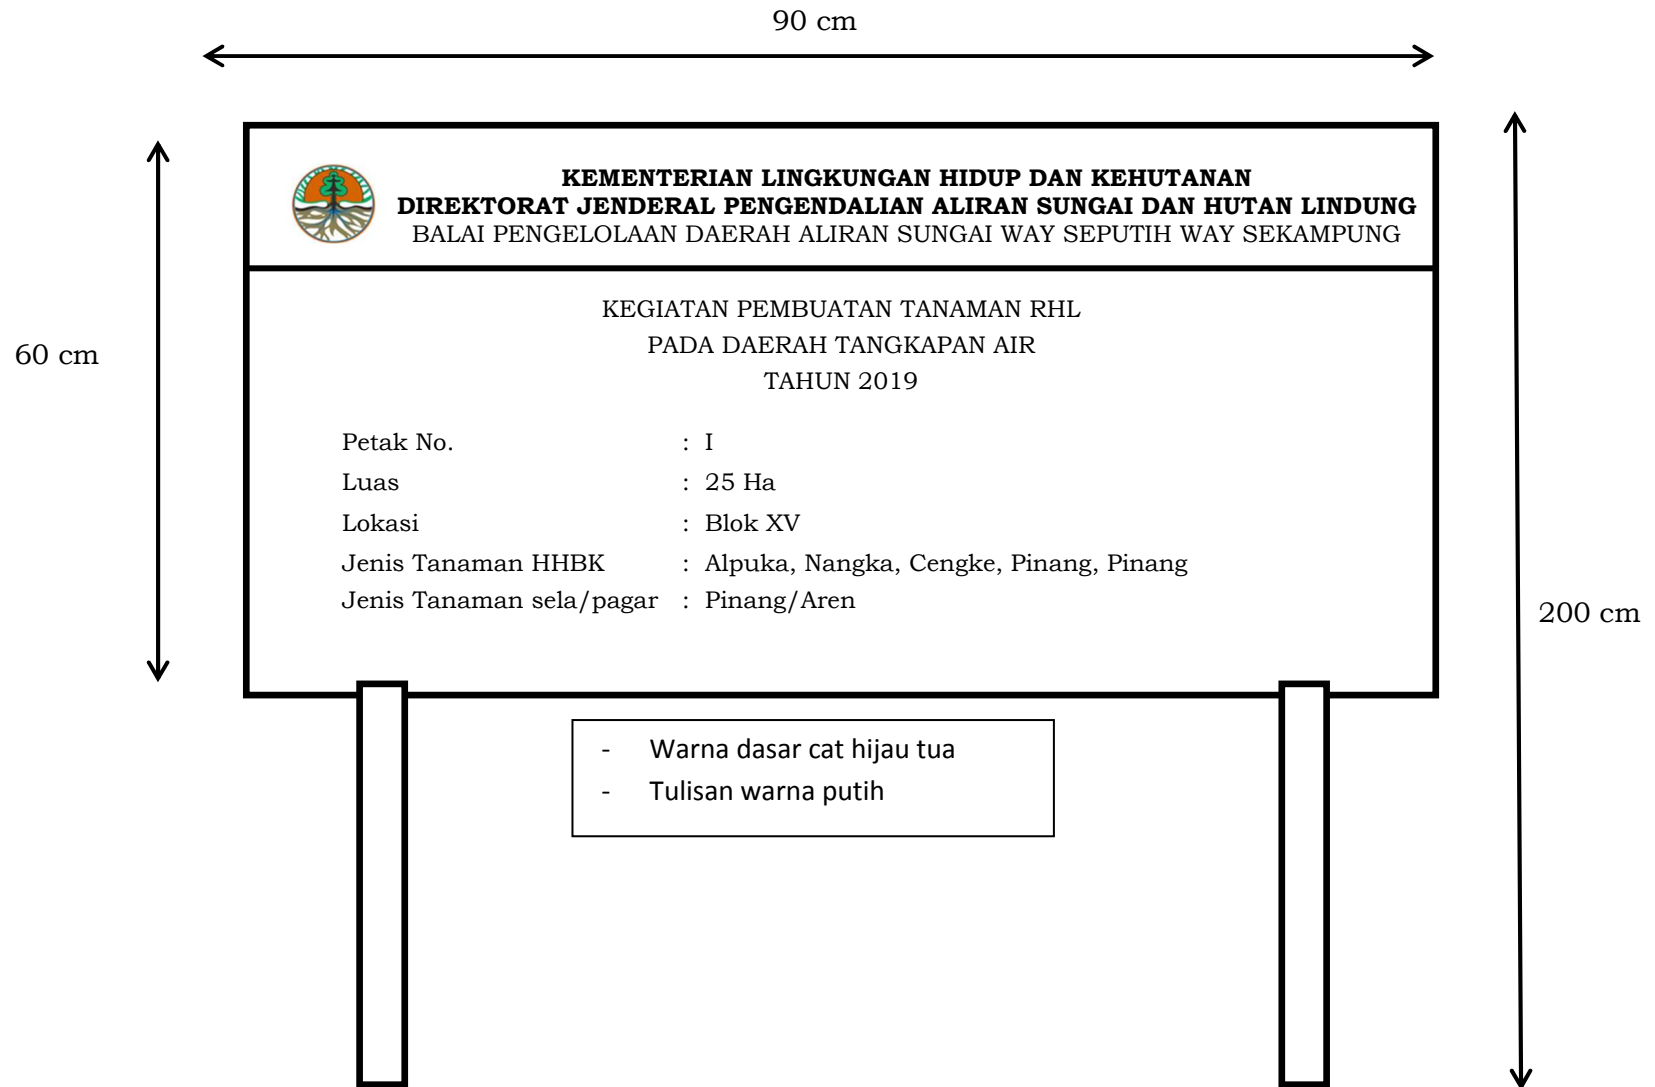 90 cm
KEMENTERIAN LINGKUNGAN HIDUP DAN KEHUTANAN
DIREKTORAT JENDERAL PENGENDALIAN ALIRAN SUNGAI DAN HUTAN LINDUNG
BALAI PENGELOLAAN DAERAH ALIRAN SUNGAI WAY SEPUTIH WAY SEKAMPUNG
KEGIATAN PEMBUATAN TANAMAN RHL
PADA DAERAH TANGKAPAN AIR
TAHUN 2019
60 cm
Petak No. : I
Luas : 25 Ha
Lokasi : Blok XV
Jenis Tanaman HHBK : Alpuka, Nangka, Cengke, Pinang, Pinang
Jenis Tanaman sela/pagar : Pinang/Aren
200 cm
- Warna dasar cat hijau tua
- Tulisan warna putih